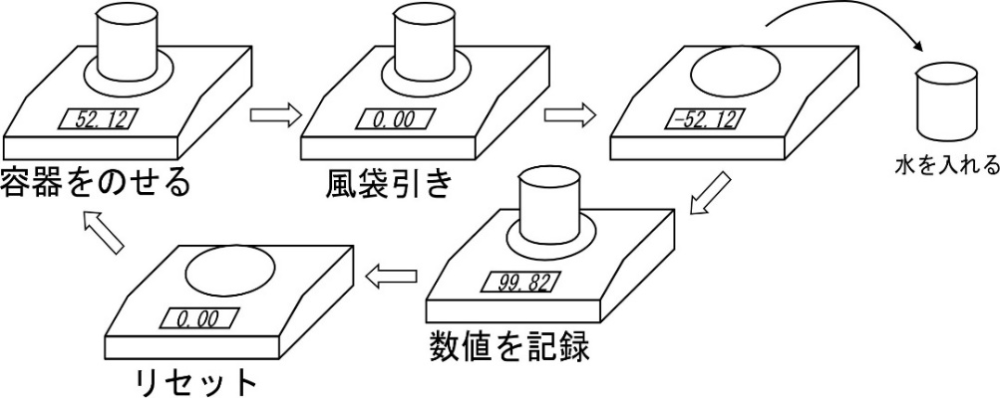 52.12
容器をのせる
0.00
風袋引き
-52.12
水を入れる
99.82
数値を記録
0.00
リセット